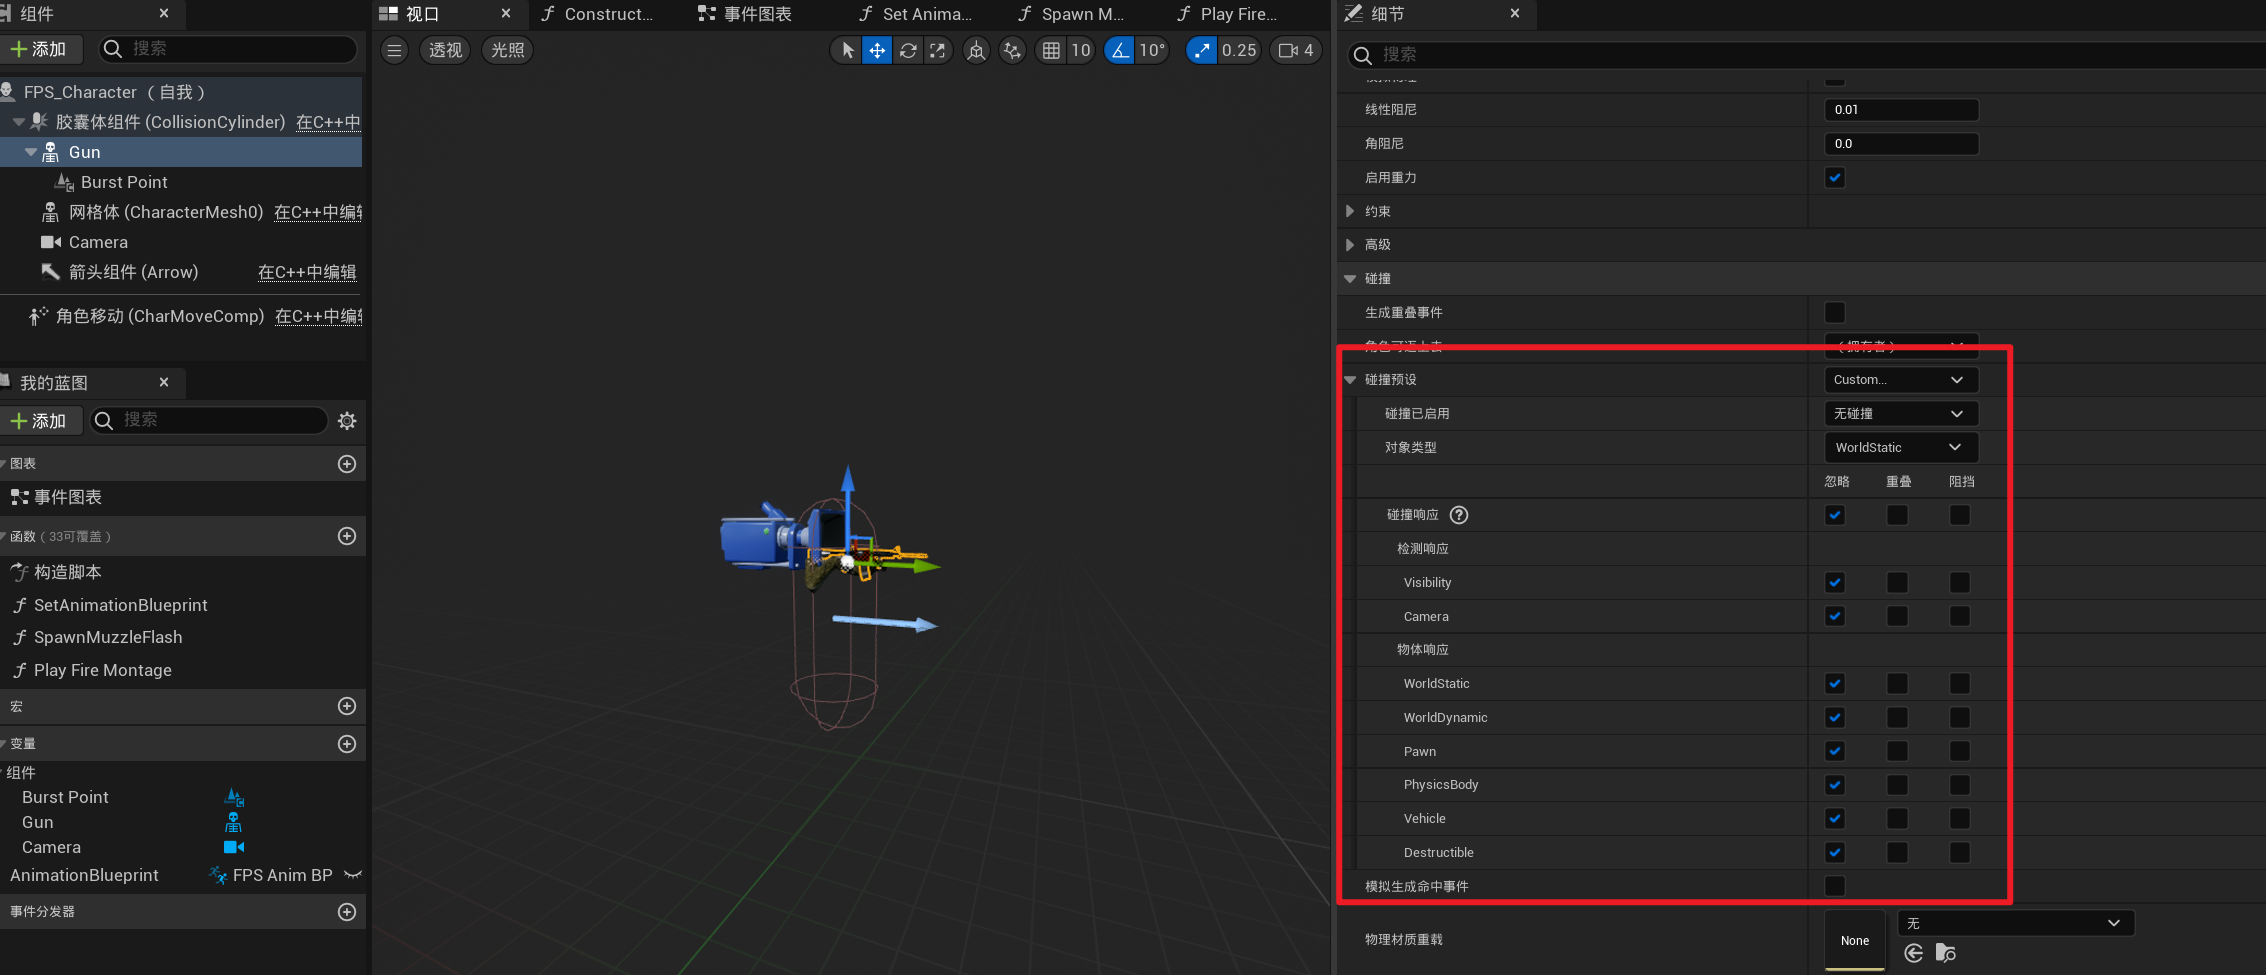 组件
添加
搜索
FPS_Character （自我）
胶囊体组件 (CollisionCylinder) 在C++中
Gun
Burst Point
网格体 (CharacterMesh0) 在C++中编辑
Camera
箭头组件 (Arrow) 在C++中编辑
角色移动 (CharMoveComp) 在C++中编辑
我的蓝图
添加
搜索
图表
事件图表
函数（33可覆盖）
构造脚本
SetAnimationBlueprint
SpawnMuzzleFlash
Play Fire Montage
宏
变量
组件
Burst Point
Gun
Camera
AnimationBlueprint FPS Anim BP
事件分发器
视口 Construct... 事件图表 Set Anima... Spawn M... Play Fire...
透视 光照 10 10° 0.25 4
细节
搜索
线性阻尼 0.01
角阻尼 0.0
启用重力
约束
高级
碰撞
生成重叠事件
（拥有者）
碰撞预设 Custom...
碰撞已启用 无碰撞
对象类型 WorldStatic
忽略 重叠 阻挡
碰撞响应 ?
检测响应
Visibility
Camera
物体响应
WorldStatic
WorldDynamic
Pawn
PhysicsBody
Vehicle
Destructible
模拟生成命中事件
物理材质重载 None 无